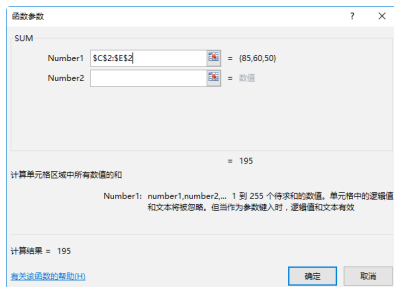 函数参数 ? ×
SUM
Number1 $C$2:$E$2 = {85,60,50}
Number2 = 数值
= 195
计算单元格区域中所有数值的和
Number1: number1,number2,... 1 到 255 个待求和的数值。单元格中的逻辑值
和文本将被忽略。但当作为参数键入时，逻辑值和文本有效
计算结果 = 195
有关该函数的帮助(H) 确定 取消